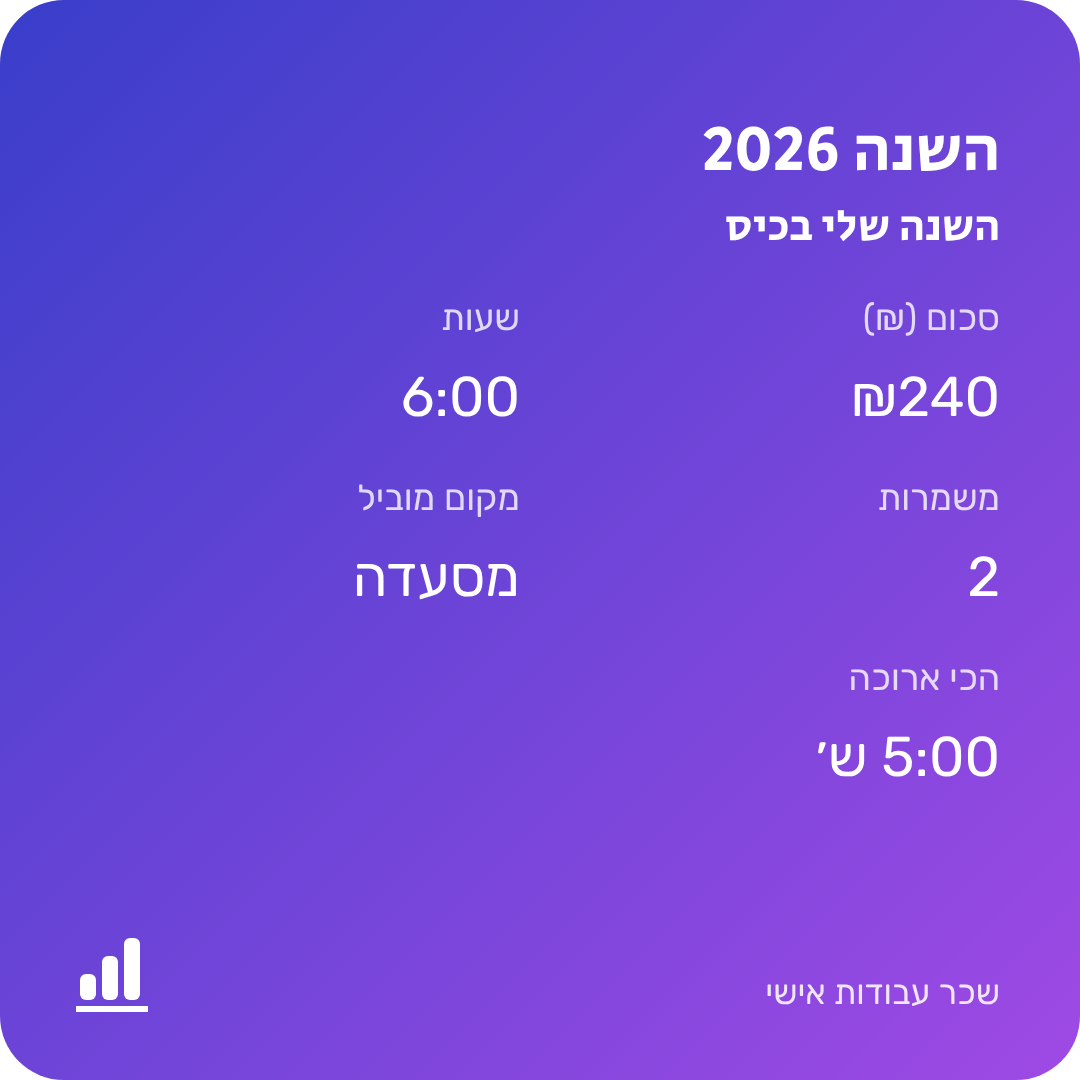 השנה 2026
השנה שלי בכיס
סכום (₪) שעות
₪240 6:00
משמרות מקום מוביל
2 מסעדה
הכי ארוכה
5:00 ש׳
שכר עבודות אישי